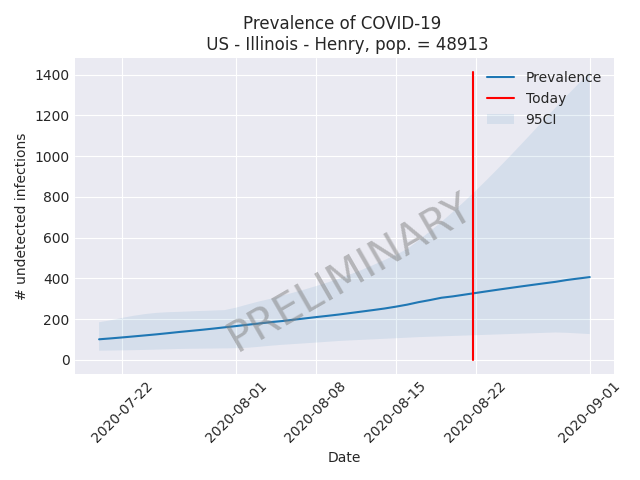 Prevalence of COVID-19
US - Illinois - Henry, pop. = 48913
1400
1200
1000
800
600
400
200
0
# undetected infections
Prevalence
Today
95CI
PRELIMINARY
2020-07-22
2020-08-01
2020-08-08
2020-08-15
2020-08-22
2020-09-01
Date